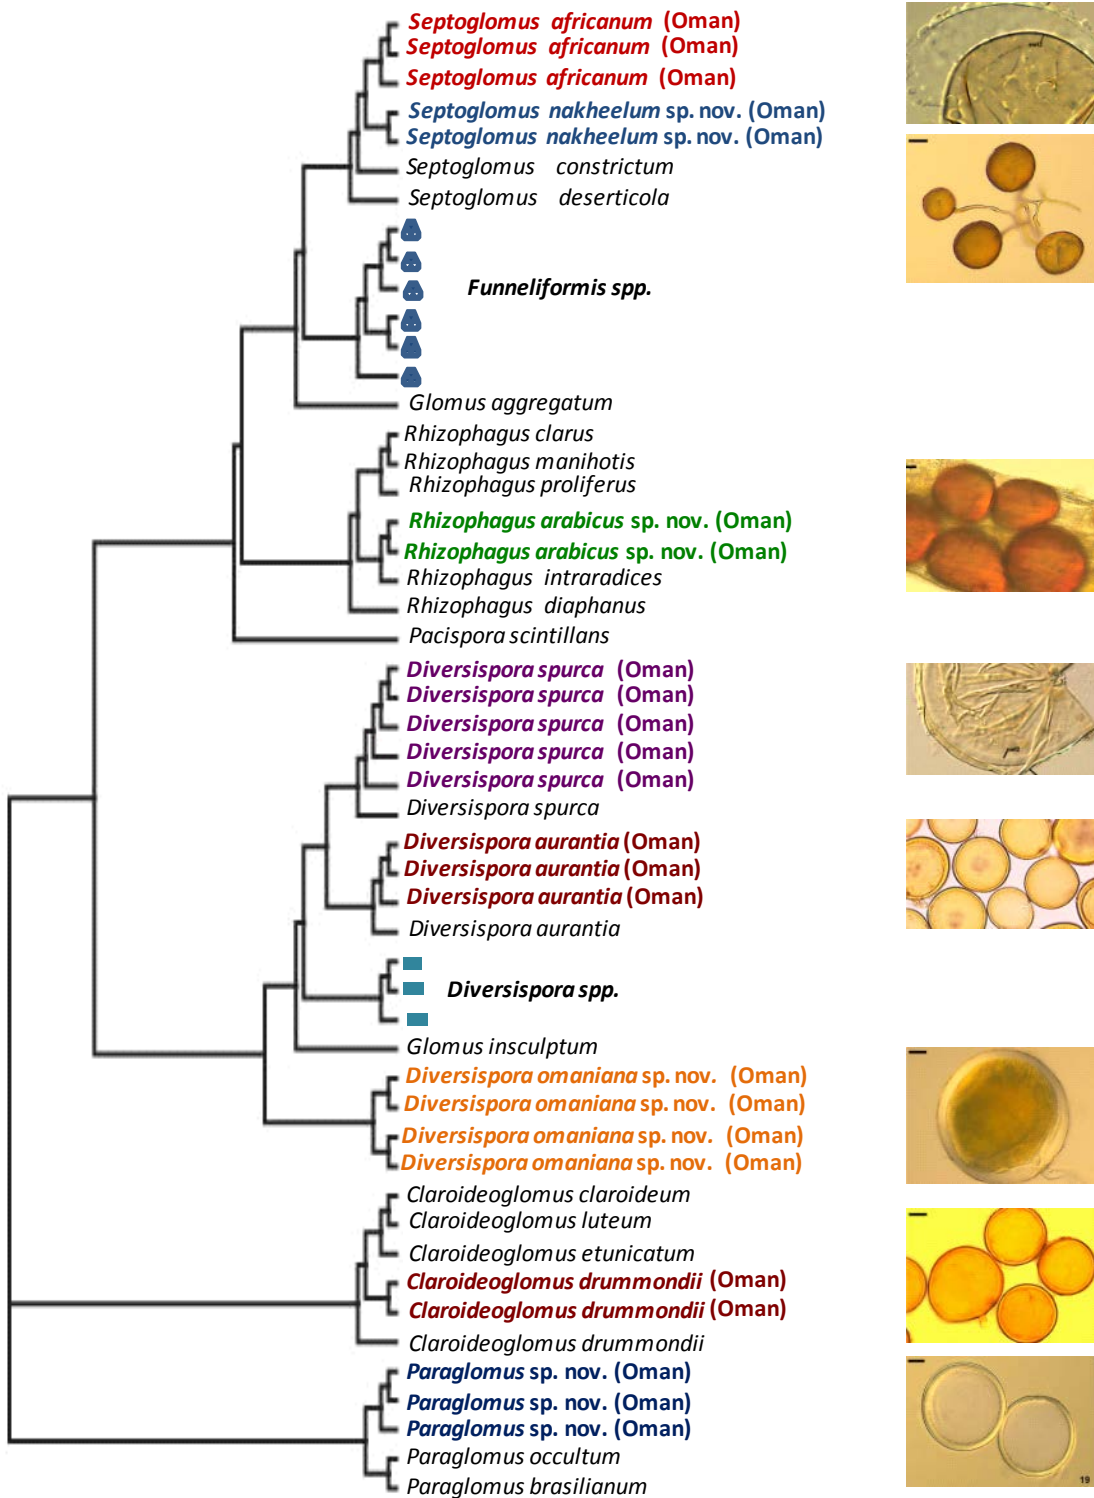 Septoglomus africanum (Oman)
Septoglomus africanum (Oman)
Septoglomus africanum (Oman)
Septoglomus nakheelum sp. nov. (Oman)
Septoglomus nakheelum sp. nov. (Oman)
Septoglomus constrictum
Septoglomus deserticola
Funneliformis spp.
Glomus aggregatum
Rhizophagus clarus
Rhizophagus manihotis
Rhizophagus proliferus
Rhizophagus arabicus sp. nov. (Oman)
Rhizophagus arabicus sp. nov. (Oman)
Rhizophagus intraradices
Rhizophagus diaphanus
Pacispora scintillans
Diversispora spurca (Oman)
Diversispora spurca (Oman)
Diversispora spurca (Oman)
Diversispora spurca (Oman)
Diversispora spurca (Oman)
Diversispora spurca
Diversispora aurantia (Oman)
Diversispora aurantia (Oman)
Diversispora aurantia (Oman)
Diversispora aurantia
Diversispora spp.
Glomus insculptum
Diversispora omaniana sp. nov. (Oman)
Diversispora omaniana sp. nov. (Oman)
Diversispora omaniana sp. nov. (Oman)
Diversispora omaniana sp. nov. (Oman)
Claroideoglomus claroideum
Claroideoglomus luteum
Claroideoglomus etunicatum
Claroideoglomus drummondii (Oman)
Claroideoglomus drummondii (Oman)
Claroideoglomus drummondii
Paraglomus sp. nov. (Oman)
Paraglomus sp. nov. (Oman)
Paraglomus sp. nov. (Oman)
Paraglomus occultum
Paraglomus brasilianum
19